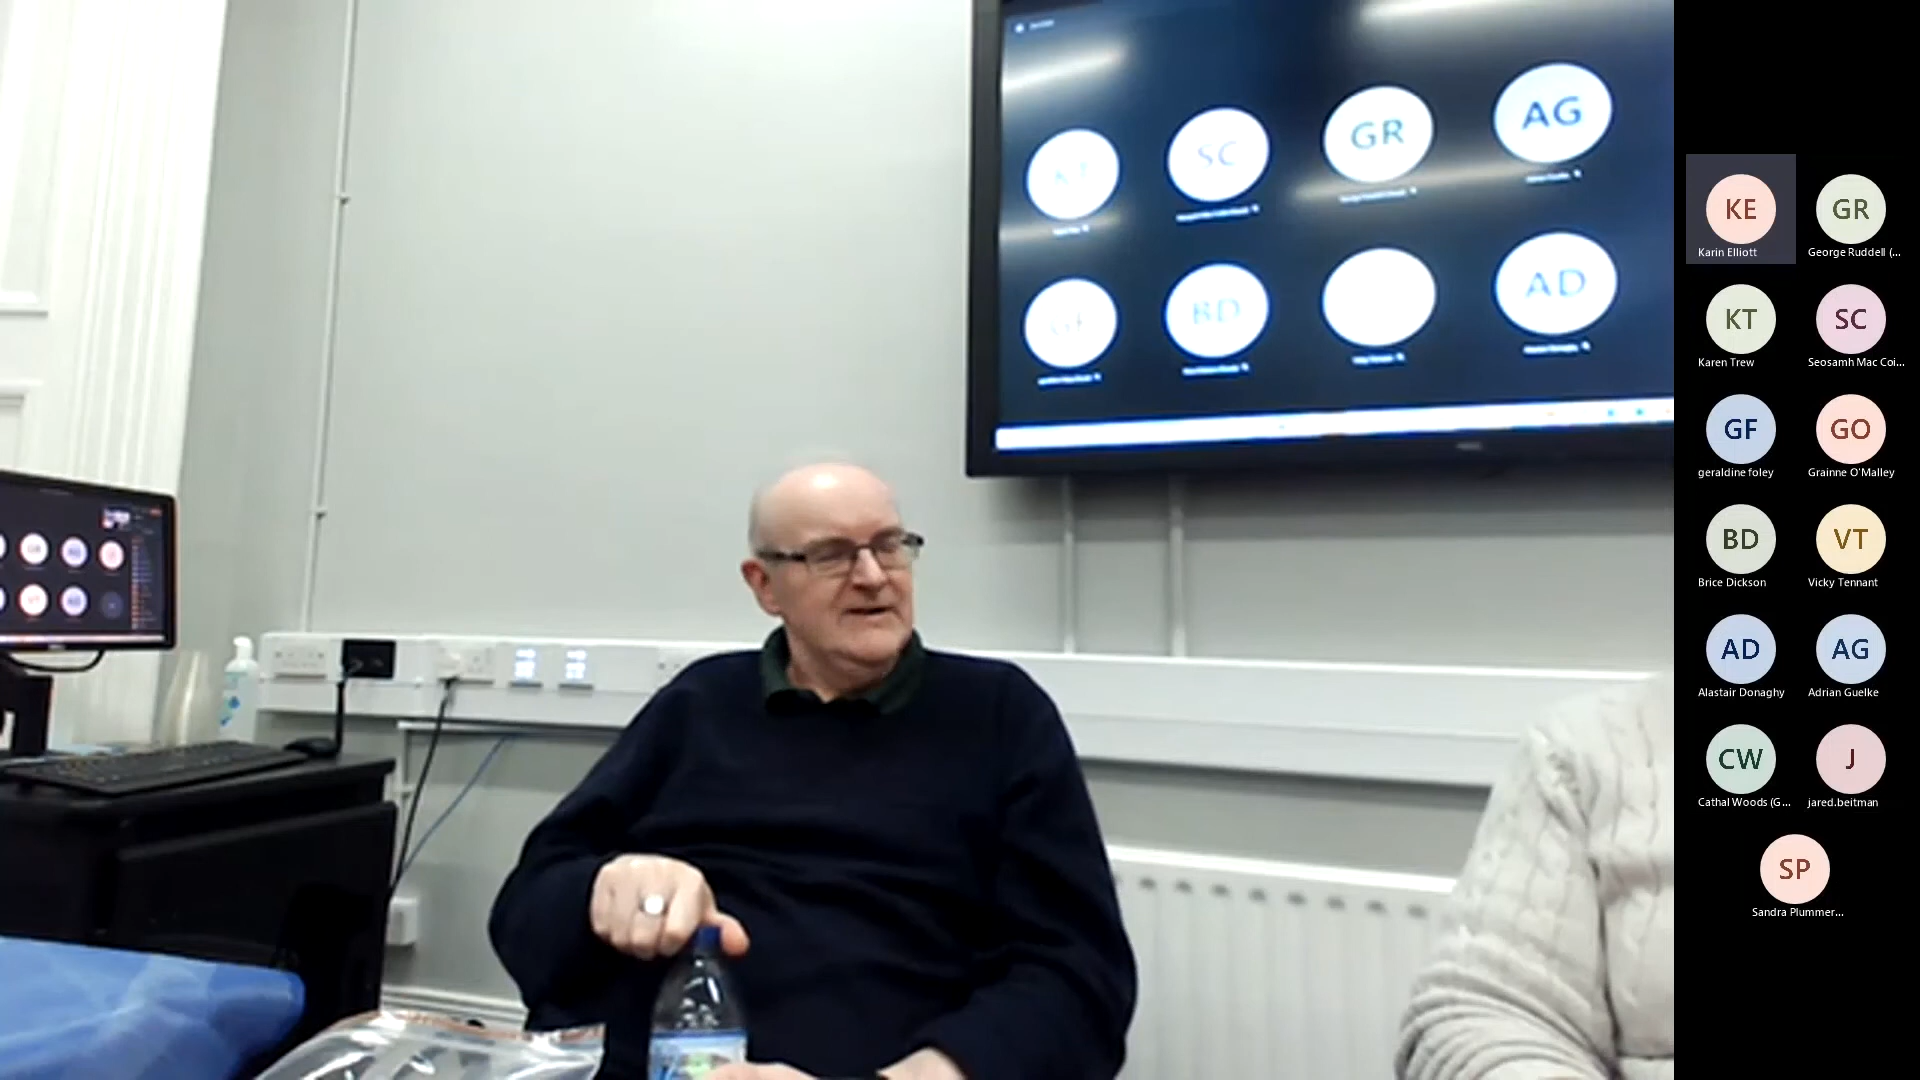 SC
GR
AG
BD
AD
KE
GR
Karin Elliott
George Ruddell (...
KT
SC
Karen Trew
Seosamh Mac Coi...
GF
GO
geraldine foley
Grainne O'Malley
BD
VT
Brice Dickson
Vicky Tennant
AD
AG
Alastair Donaghy
Adrian Guelke
CW
J
Cathal Woods (G...
jared.beitman
SP
Sandra Plummer...